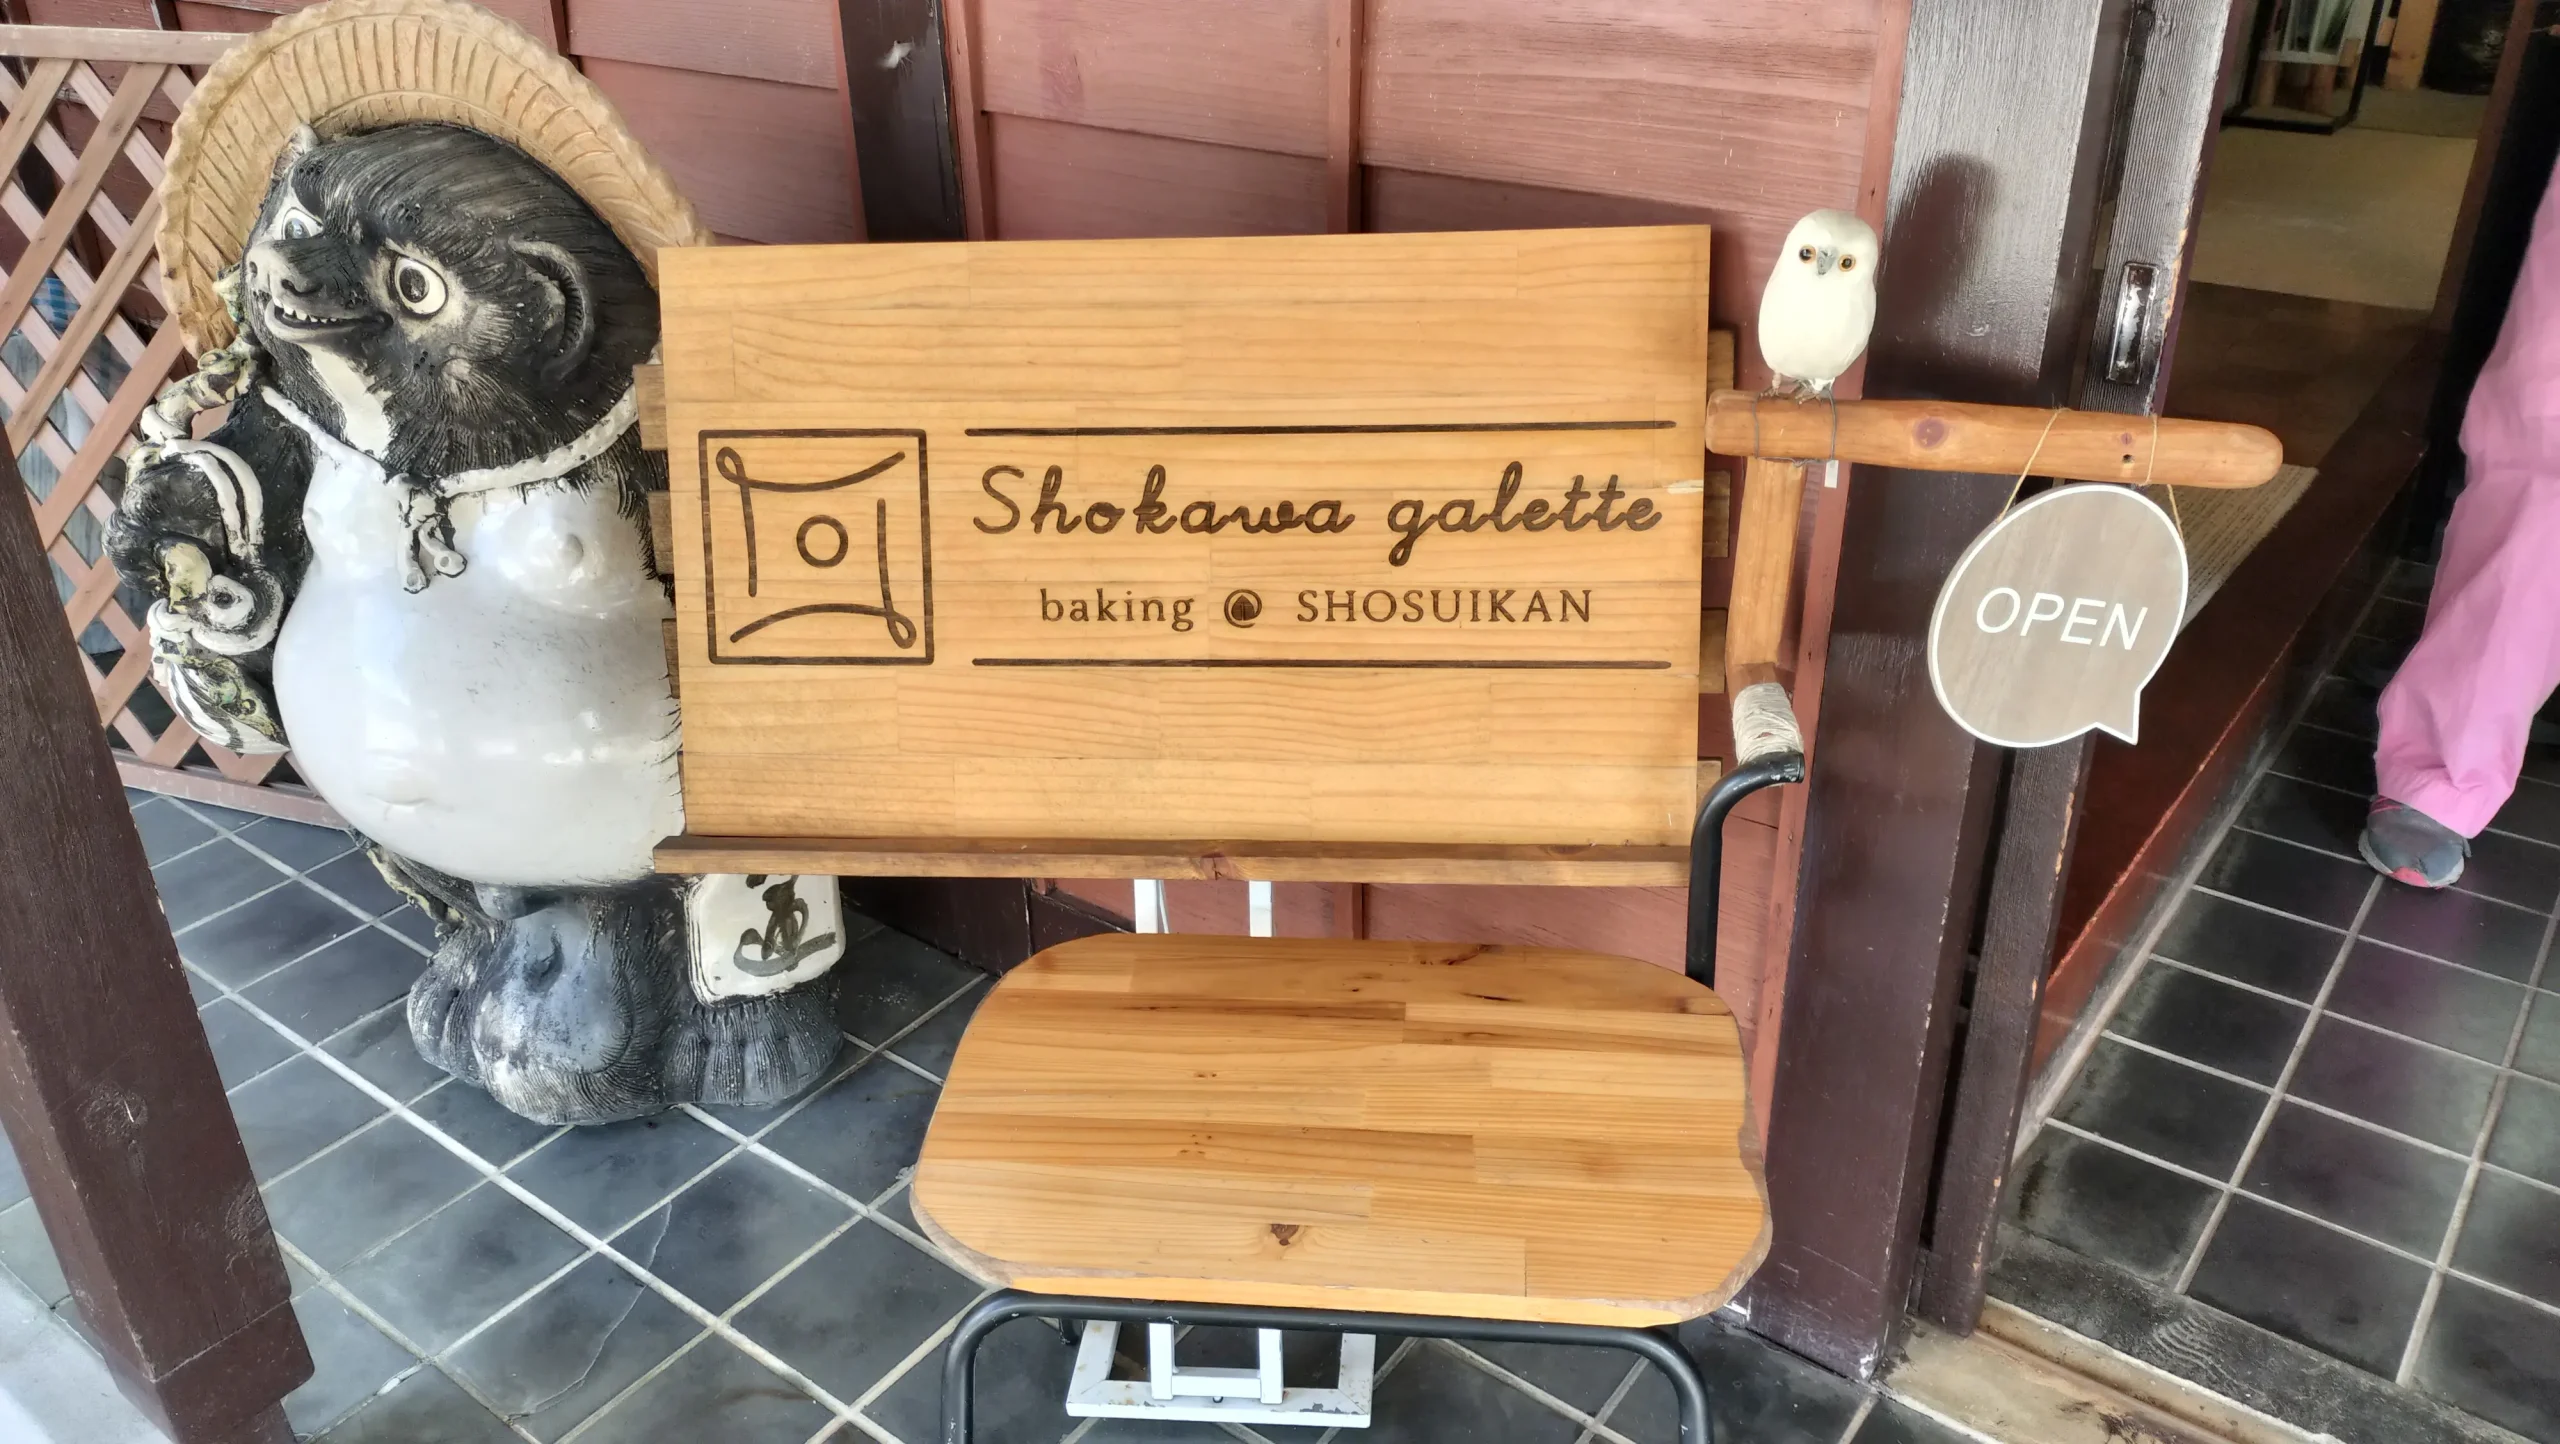 Shokawa galette
baking @ SHOSUIKAN
OPEN